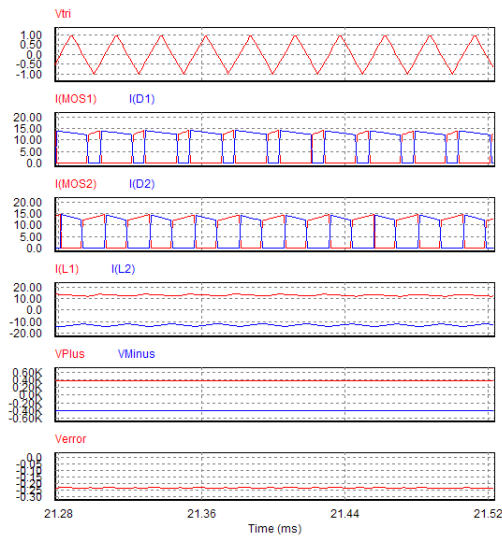 Vtri
1.00
0.50
0.00
-0.50
-1.00
I(MOS1) I(D1)
20.00
15.00
10.00
5.00
0.0
I(MOS2) I(D2)
20.00
15.00
10.00
5.00
0.0
I(L1) I(L2)
20.00
10.00
0.0
-10.00
-20.00
VPlus VMinus
0.60K
0.40K
0.20K
0.0K
-0.20K
-0.40K
-0.60K
Verror
0.0
-0.05
-0.10
-0.15
-0.20
-0.25
-0.30
21.28 21.36 21.44 21.52
Time (ms)